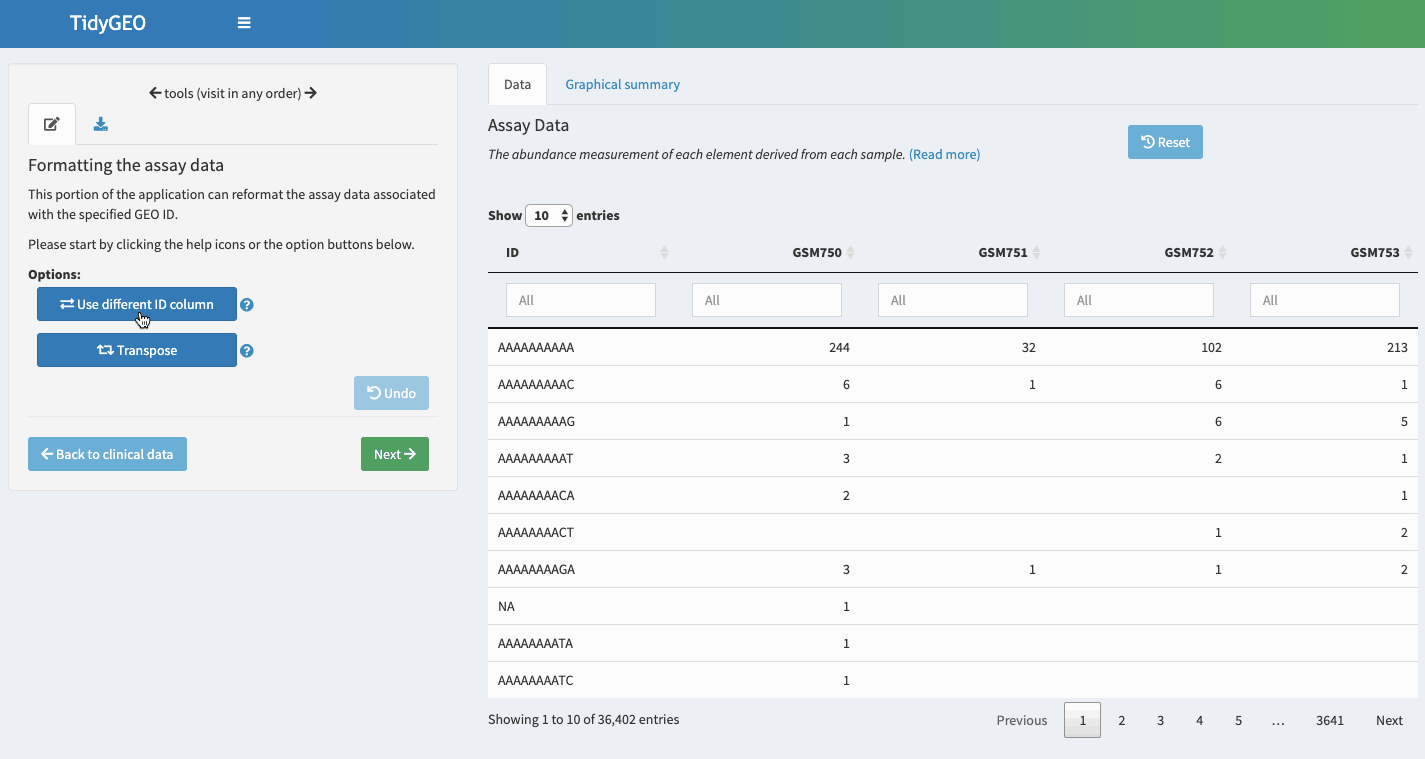 TidyGEO
tools (visit in any order)
Formatting the assay data
This portion of the application can reformat the assay data associated
with the specified GEO ID.
Please start by clicking the help icons or the option buttons below.
Options:
Use different ID column
Transpose
Undo
Back to clinical data
Next
Data Graphical summary
Assay Data
The abundance measurement of each element derived from each sample. (Read more)
Reset
Show 10 entries
ID GSM750 GSM751 GSM752 GSM753
All All All All All
AAAAAAAAAA 244 32 102 213
AAAAAAAAAC 6 1 6 1
AAAAAAAAAG 1 6 5
AAAAAAAAAT 3 2 1
AAAAAAAACA 2 1
AAAAAAAACT 1 2
AAAAAAAAGA 3 1 1 2
NA 1
AAAAAAAATA 1
AAAAAAAATC 1
Showing 1 to 10 of 36,402 entries
Previous 1 2 3 4 5 … 3641 Next